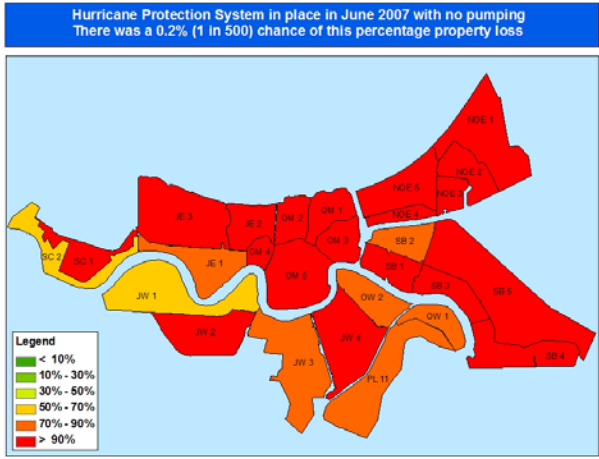 Hurricane Protection System in place in June 2007 with no pumping
There was a 0.2% (1 in 500) chance of this percentage property loss
NOE 1
NOE 2
NOE 5
NOE 3
NOE 4
JE 3
JE 2
OM 2
OM 1
OM 3
OM 4
SB 2
SC 2
SC 1
JE 1
OM 5
SB 1
SB 3
SB 5
JW 1
OW 2
OW 1
JW 2
JW 4
JW 3
PL 11
SB 4
Legend
< 10%
10% - 30%
30% - 50%
50% - 70%
70% - 90%
> 90%